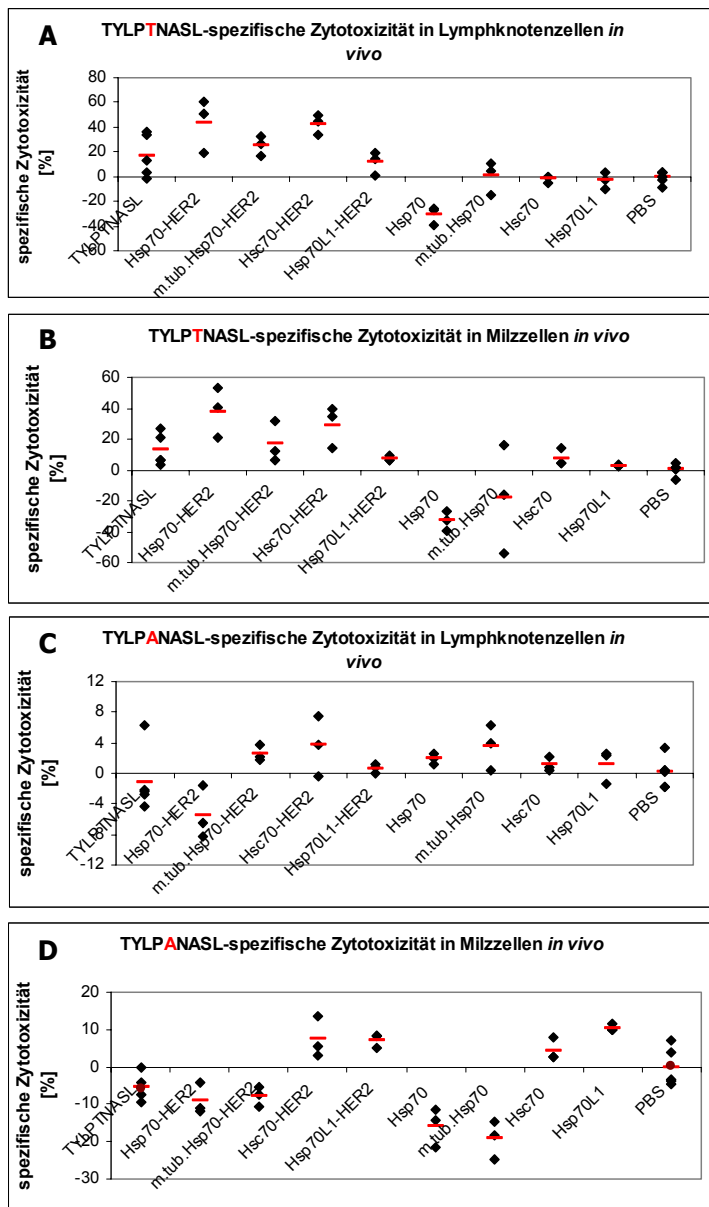 A
TYLPTNASL-spezifische Zytotoxizität in Lymphknotenzellen in
vivo
spezifische Zytotoxizität
[%]
80
60
40
20
0
-20
-40
-60
TYLPTNASL
Hsp70-HER2
m.tub.Hsp70-HER2
Hsc70-HER2
Hsp70L1-HER2
Hsp70
m.tub.Hsp70
Hsc70
Hsp70L1
PBS
B
TYLPTNASL-spezifische Zytotoxizität in Milzzellen in vivo
spezifische Zytotoxizität
[%]
60
40
20
0
-20
-40
-60
TYLPTNASL
Hsp70-HER2
m.tub.Hsp70-HER2
Hsc70-HER2
Hsp70L1-HER2
Hsp70
m.tub.Hsp70
Hsc70
Hsp70L1
PBS
C
TYLPANASL-spezifische Zytotoxizität in Lymphknotenzellen in
vivo
spezifische Zytotoxizität
[%]
12
8
4
0
-4
-8
-12
TYLPTNASL
Hsp70-HER2
m.tub.Hsp70-HER2
Hsc70-HER2
Hsp70L1-HER2
Hsp70
m.tub.Hsp70
Hsc70
Hsp70L1
PBS
D
TYLPANASL-spezifische Zytotoxizität in Milzzellen in vivo
spezifische Zytotoxizität
[%]
20
10
0
-10
-20
-30
TYLPTNASL
Hsp70-HER2
m.tub.Hsp70-HER2
Hsc70-HER2
Hsp70L1-HER2
Hsp70
m.tub.Hsp70
Hsc70
Hsp70L1
PBS